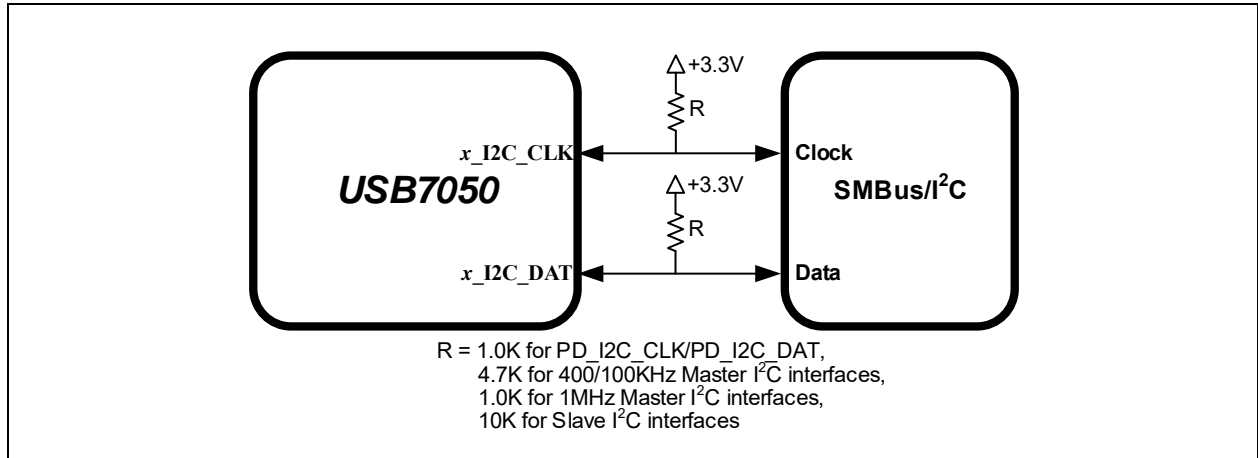 +3.3V
R
x_I2C_CLK
Clock
USB7050
+3.3V
SMBus/I²C
R
x_I2C_DAT
Data
R = 1.0K for PD_I2C_CLK/PD_I2C_DAT,
4.7K for 400/100KHz Master I²C interfaces,
1.0K for 1MHz Master I²C interfaces,
10K for Slave I²C interfaces